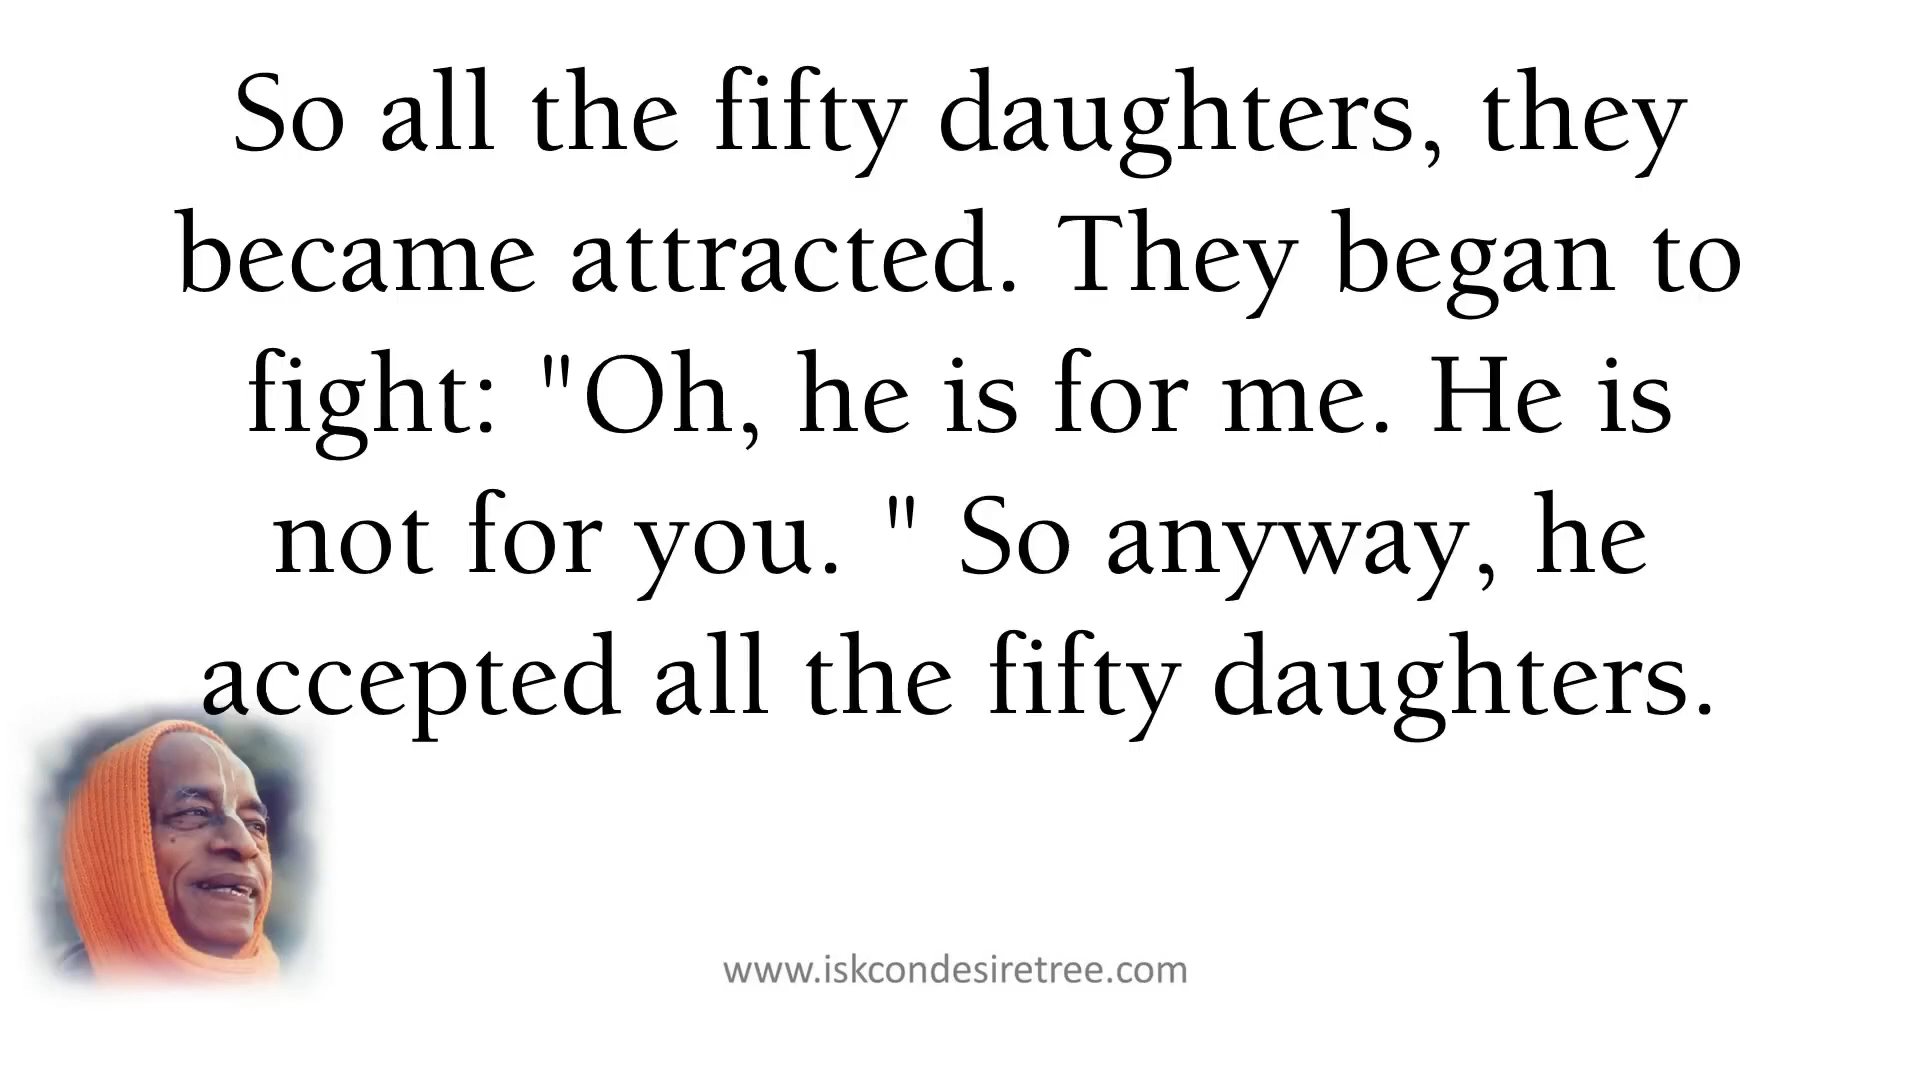 So all the fifty daughters, they
became attracted. They began to
fight: "Oh, he is for me. He is
not for you. " So anyway, he
accepted all the fifty daughters.
www.iskcondesiretree.com